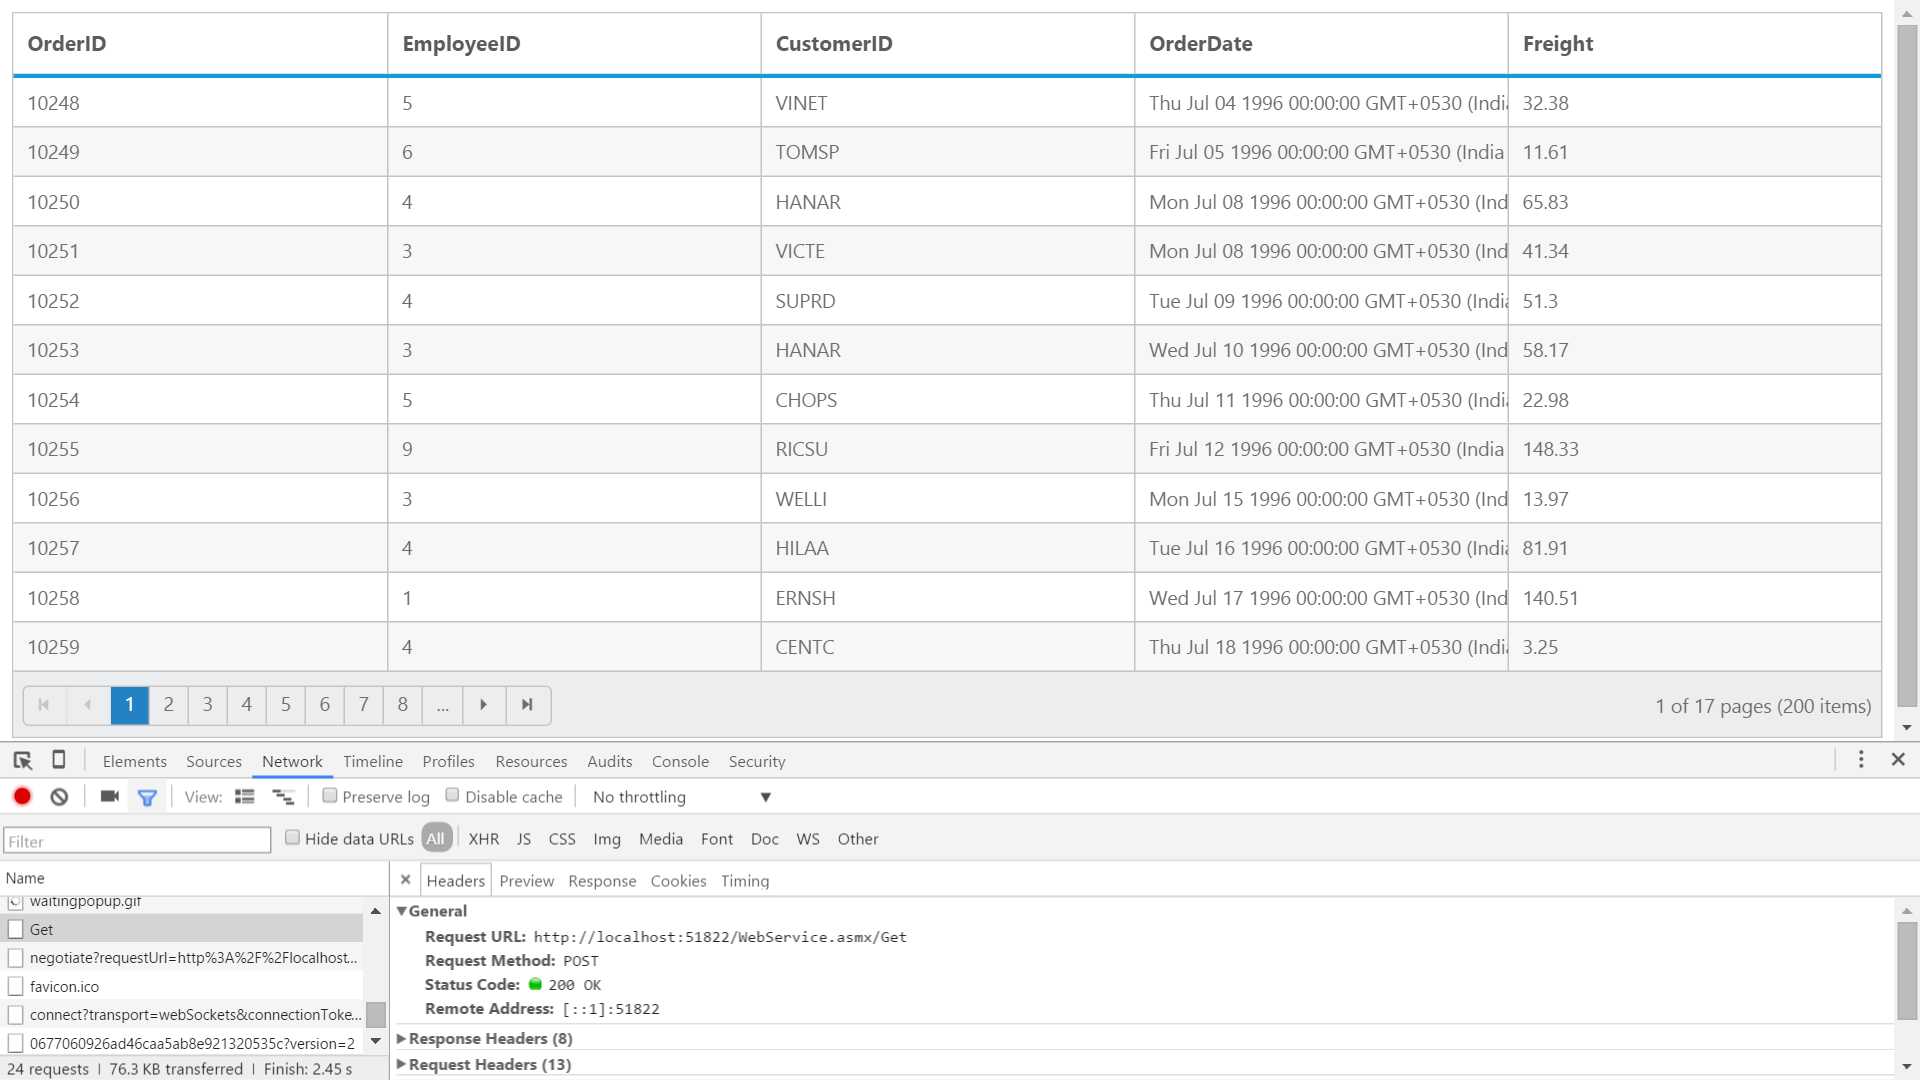 OrderID EmployeeID CustomerID OrderDate Freight
10248 5 VINET Thu Jul 04 1996 00:00:00 GMT+0530 (Indi 32.38
10249 6 TOMSP Fri Jul 05 1996 00:00:00 GMT+0530 (India 11.61
10250 4 HANAR Mon Jul 08 1996 00:00:00 GMT+0530 (Ind 65.83
10251 3 VICTE Mon Jul 08 1996 00:00:00 GMT+0530 (Ind 41.34
10252 4 SUPRD Tue Jul 09 1996 00:00:00 GMT+0530 (Indi 51.3
10253 3 HANAR Wed Jul 10 1996 00:00:00 GMT+0530 (Ind 58.17
10254 5 CHOPS Thu Jul 11 1996 00:00:00 GMT+0530 (Indi 22.98
10255 9 RICSU Fri Jul 12 1996 00:00:00 GMT+0530 (India 148.33
10256 3 WELLI Mon Jul 15 1996 00:00:00 GMT+0530 (Ind 13.97
10257 4 HILAA Tue Jul 16 1996 00:00:00 GMT+0530 (Indi 81.91
10258 1 ERNSH Wed Jul 17 1996 00:00:00 GMT+0530 (Ind 140.51
10259 4 CENTC Thu Jul 18 1996 00:00:00 GMT+0530 (Indi 3.25
1 2 3 4 5 6 7 8 ... 1 of 17 pages (200 items)
Elements Sources Network Timeline Profiles Resources Audits Console Security
View: Preserve log Disable cache No throttling
Filter Hide data URLs All XHR JS CSS Img Media Font Doc WS Other
Name
waitingpopup.gif
Get
negotiate?requestUrl=http%3A%2F%2Flocalhost...
favicon.ico
connect?transport=webSockets&connectionToke...
0677060926ad46caa5ab8e921320535c?version=2
24 requests | 76.3 KB transferred | Finish: 2.45 s
Headers Preview Response Cookies Timing
General
Request URL: http://localhost:51822/WebService.asmx/Get
Request Method: POST
Status Code: 200 OK
Remote Address: [::1]:51822
Response Headers (8)
Request Headers (13)